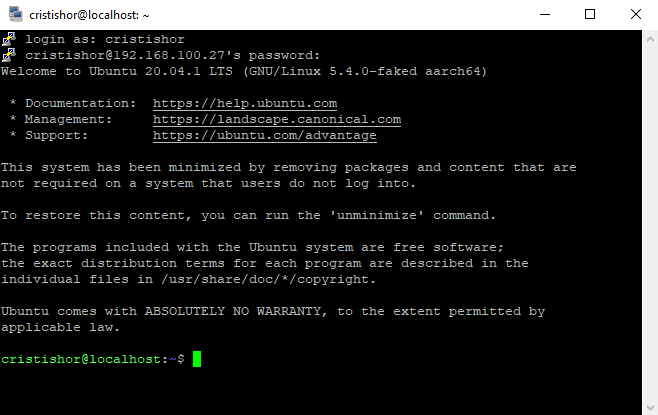 cristishor@localhost: ~
login as: cristishor
cristishor@192.168.100.27's password:
Welcome to Ubuntu 20.04.1 LTS (GNU/Linux 5.4.0-faked aarch64)
* Documentation:  https://help.ubuntu.com
* Management:     https://landscape.canonical.com
* Support:        https://ubuntu.com/advantage
This system has been minimized by removing packages and content that are
not required on a system that users do not log into.
To restore this content, you can run the 'unminimize' command.
The programs included with the Ubuntu system are free software;
the exact distribution terms for each program are described in the
individual files in /usr/share/doc/*/copyright.
Ubuntu comes with ABSOLUTELY NO WARRANTY, to the extent permitted by
applicable law.
cristishor@localhost:~$